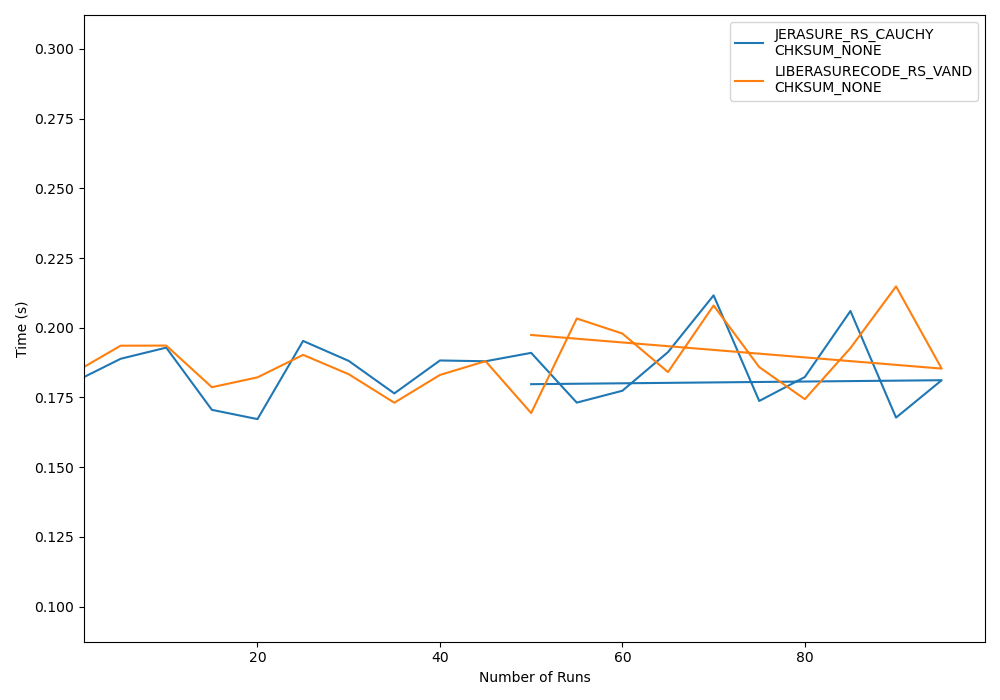 0.300
0.275
0.250
0.225
0.200
0.175
0.150
0.125
0.100
Time (s)
20
40
60
80
Number of Runs
JERASURE_RS_CAUCHY
CHKSUM_NONE
LIBERASURECODE_RS_VAND
CHKSUM_NONE